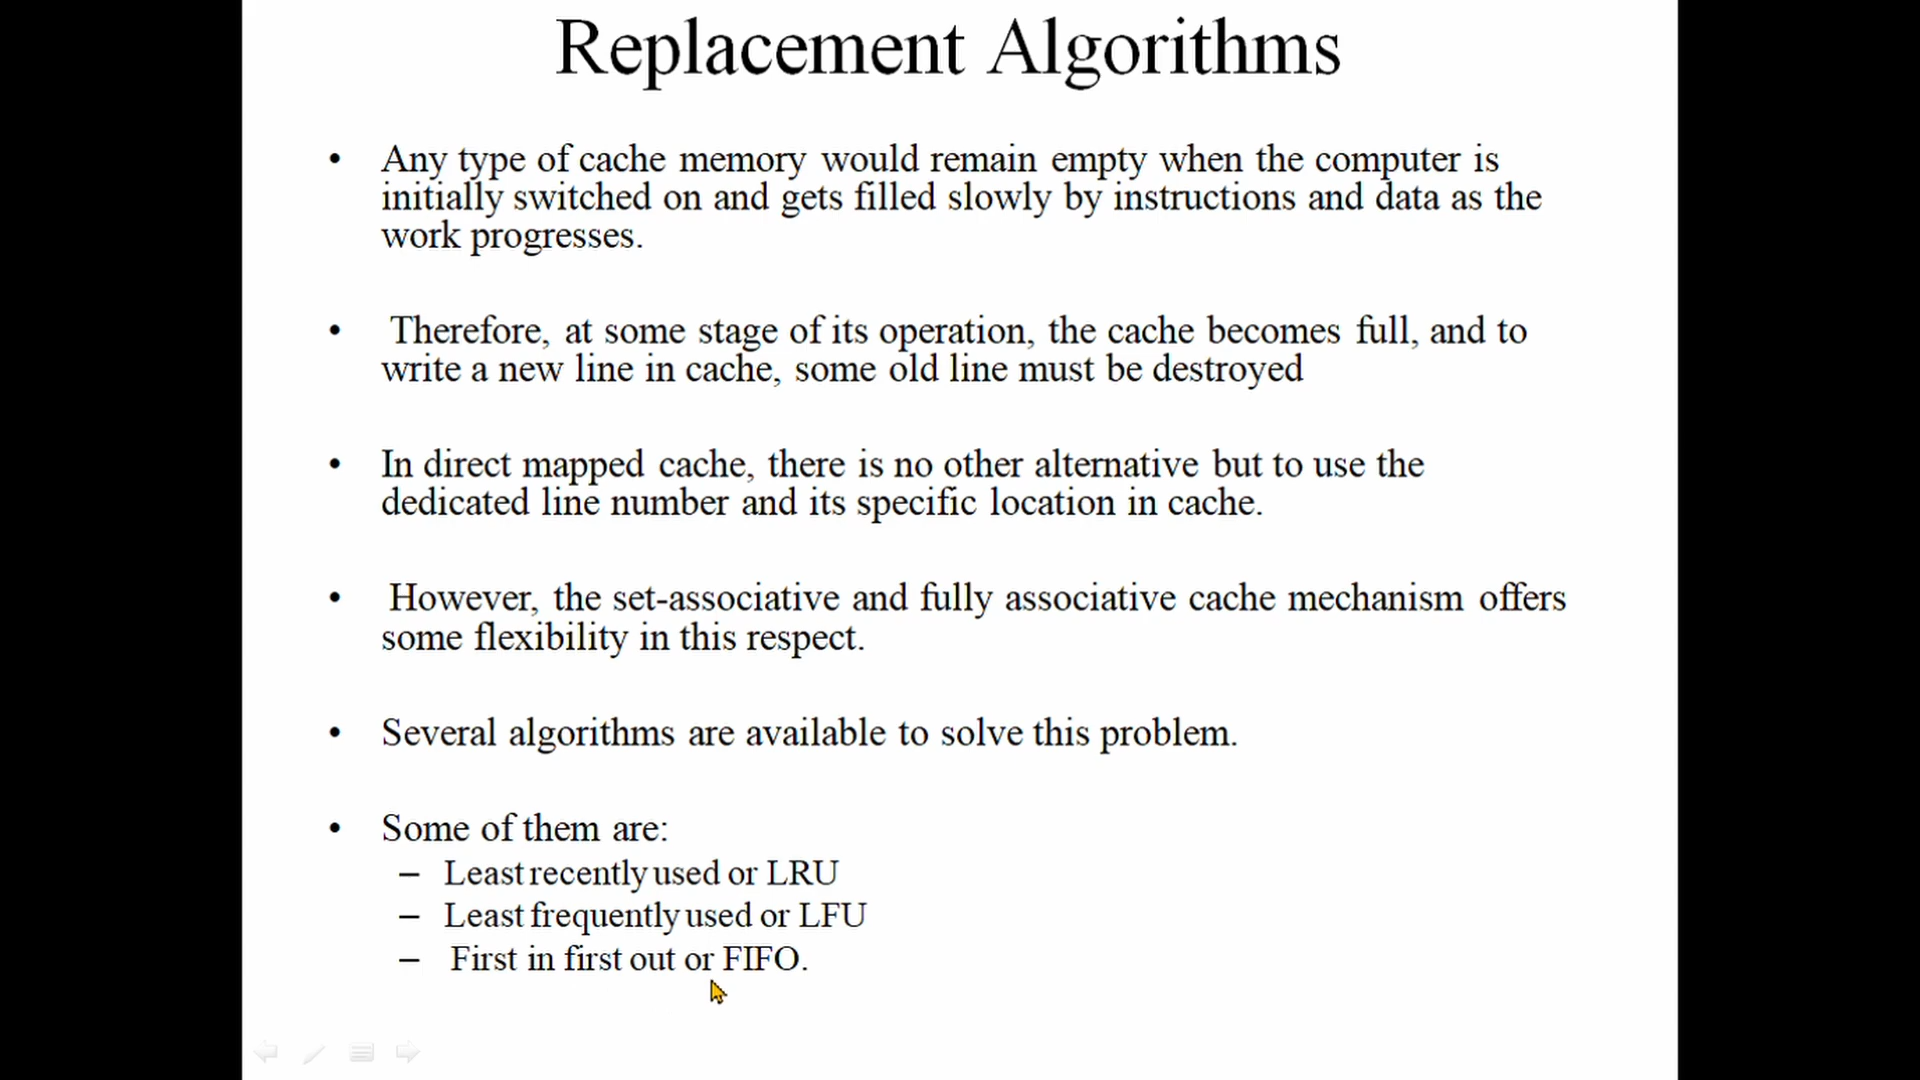 Replacement Algorithms
• Any type of cache memory would remain empty when the computer is
initially switched on and gets filled slowly by instructions and data as the
work progresses.
• Therefore, at some stage of its operation, the cache becomes full, and to
write a new line in cache, some old line must be destroyed
• In direct mapped cache, there is no other alternative but to use the
dedicated line number and its specific location in cache.
• However, the set-associative and fully associative cache mechanism offers
some flexibility in this respect.
• Several algorithms are available to solve this problem.
• Some of them are:
– Least recently used or LRU
– Least frequently used or LFU
– First in first out or FIFO.